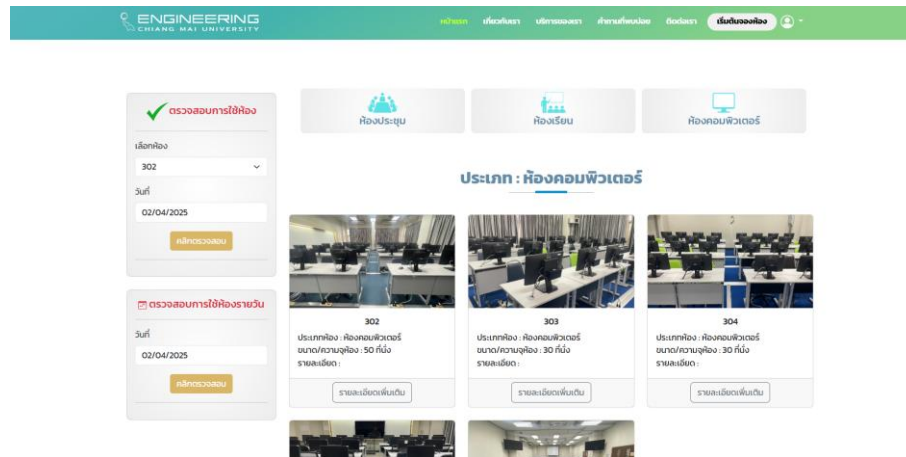 ENGINEERING
CHIANG MAI UNIVERSITY
หน้าแรก เกี่ยวกับเรา บริการของเรา คำถามที่พบบ่อย ติดต่อเรา เริ่มต้นจองห้อง
ตรวจสอบการใช้ห้อง
เลือกห้อง
302
วันที่
02/04/2025
คลิกตรวจสอบ
ตรวจสอบการใช้ห้องรายวัน
วันที่
02/04/2025
คลิกตรวจสอบ
ห้องประชุม ห้องเรียน ห้องคอมพิวเตอร์
ประเภท : ห้องคอมพิวเตอร์
302
ประเภทห้อง : ห้องคอมพิวเตอร์
ขนาด/ความจุห้อง : 50 ที่นั่ง
รายละเอียด :
รายละเอียดเพิ่มเติม
303
ประเภทห้อง : ห้องคอมพิวเตอร์
ขนาด/ความจุห้อง : 30 ที่นั่ง
รายละเอียด :
รายละเอียดเพิ่มเติม
304
ประเภทห้อง : ห้องคอมพิวเตอร์
ขนาด/ความจุห้อง : 30 ที่นั่ง
รายละเอียด :
รายละเอียดเพิ่มเติม